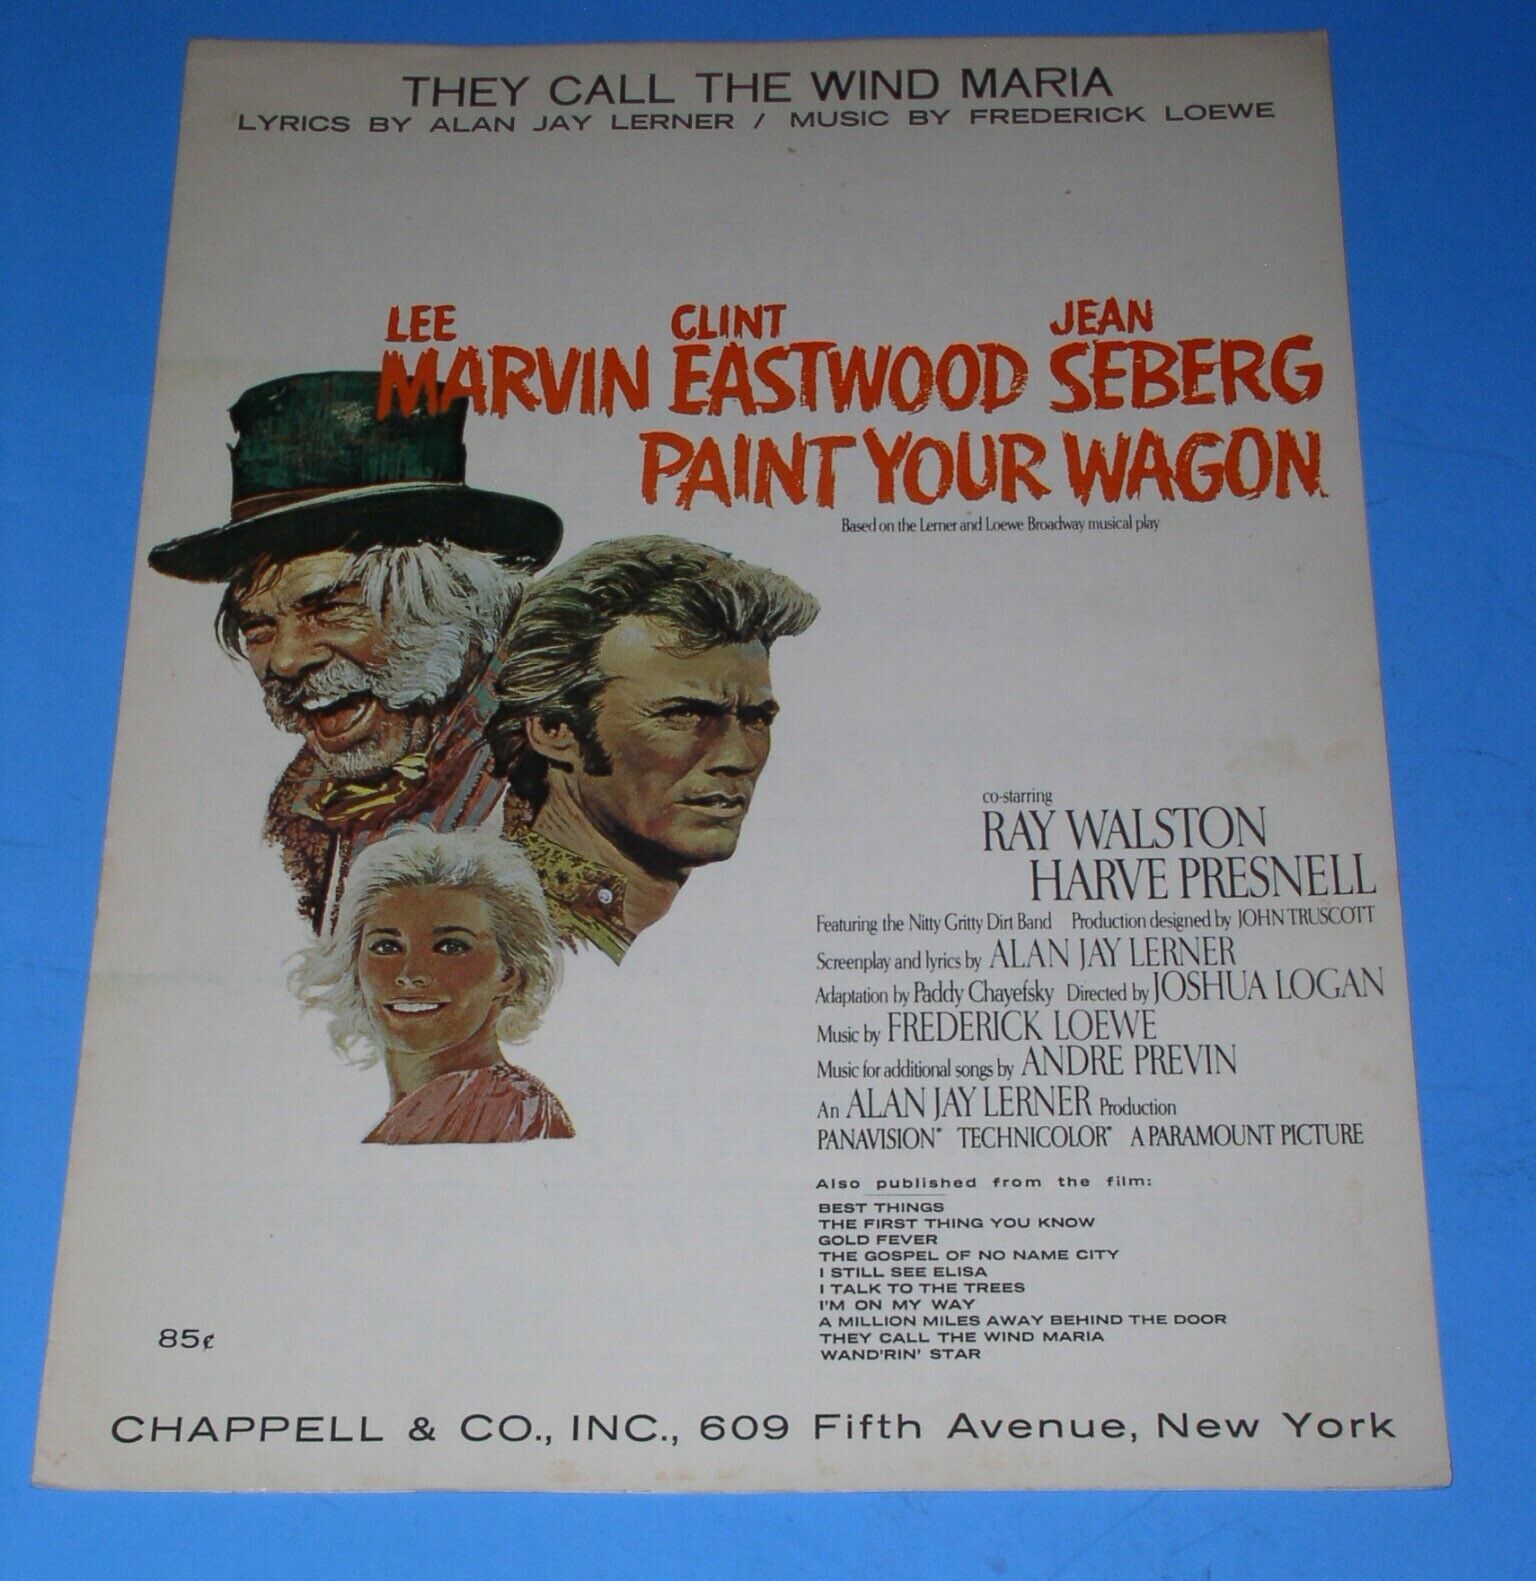 THEY CALL THE WIND MARIA
LYRICS BY ALAN JAY LERNER / MUSIC BY FREDERICK LOEWE
LEE CLINT JEAN
MARVIN EASTWOOD SEBERG
PAINT YOUR WAGON
Based on the Lerner and Loewe Broadway musical play
co-starring
RAY WALSTON
HARVE PRESNELL
Featuring the Nitty Gritty Dirt Band Production designed by JOHN TRUSCOTT
Screenplay and lyrics by ALAN JAY LERNER
Adaptation by Paddy Chayefsky Directed by JOSHUA LOGAN
Music by FREDERICK LOEWE
Music for additional songs by ANDRE PREVIN
An ALAN JAY LERNER Production
PANAVISION® TECHNICOLOR® A PARAMOUNT PICTURE
Also published from the film:
BEST THINGS
THE FIRST THING YOU KNOW
GOLD FEVER
THE GOSPEL OF NO NAME CITY
I STILL SEE ELISA
I TALK TO THE TREES
I'M ON MY WAY
A MILLION MILES AWAY BEHIND THE DOOR
THEY CALL THE WIND MARIA
WAND'RIN' STAR
85¢
CHAPPELL & CO., INC., 609 Fifth Avenue, New York